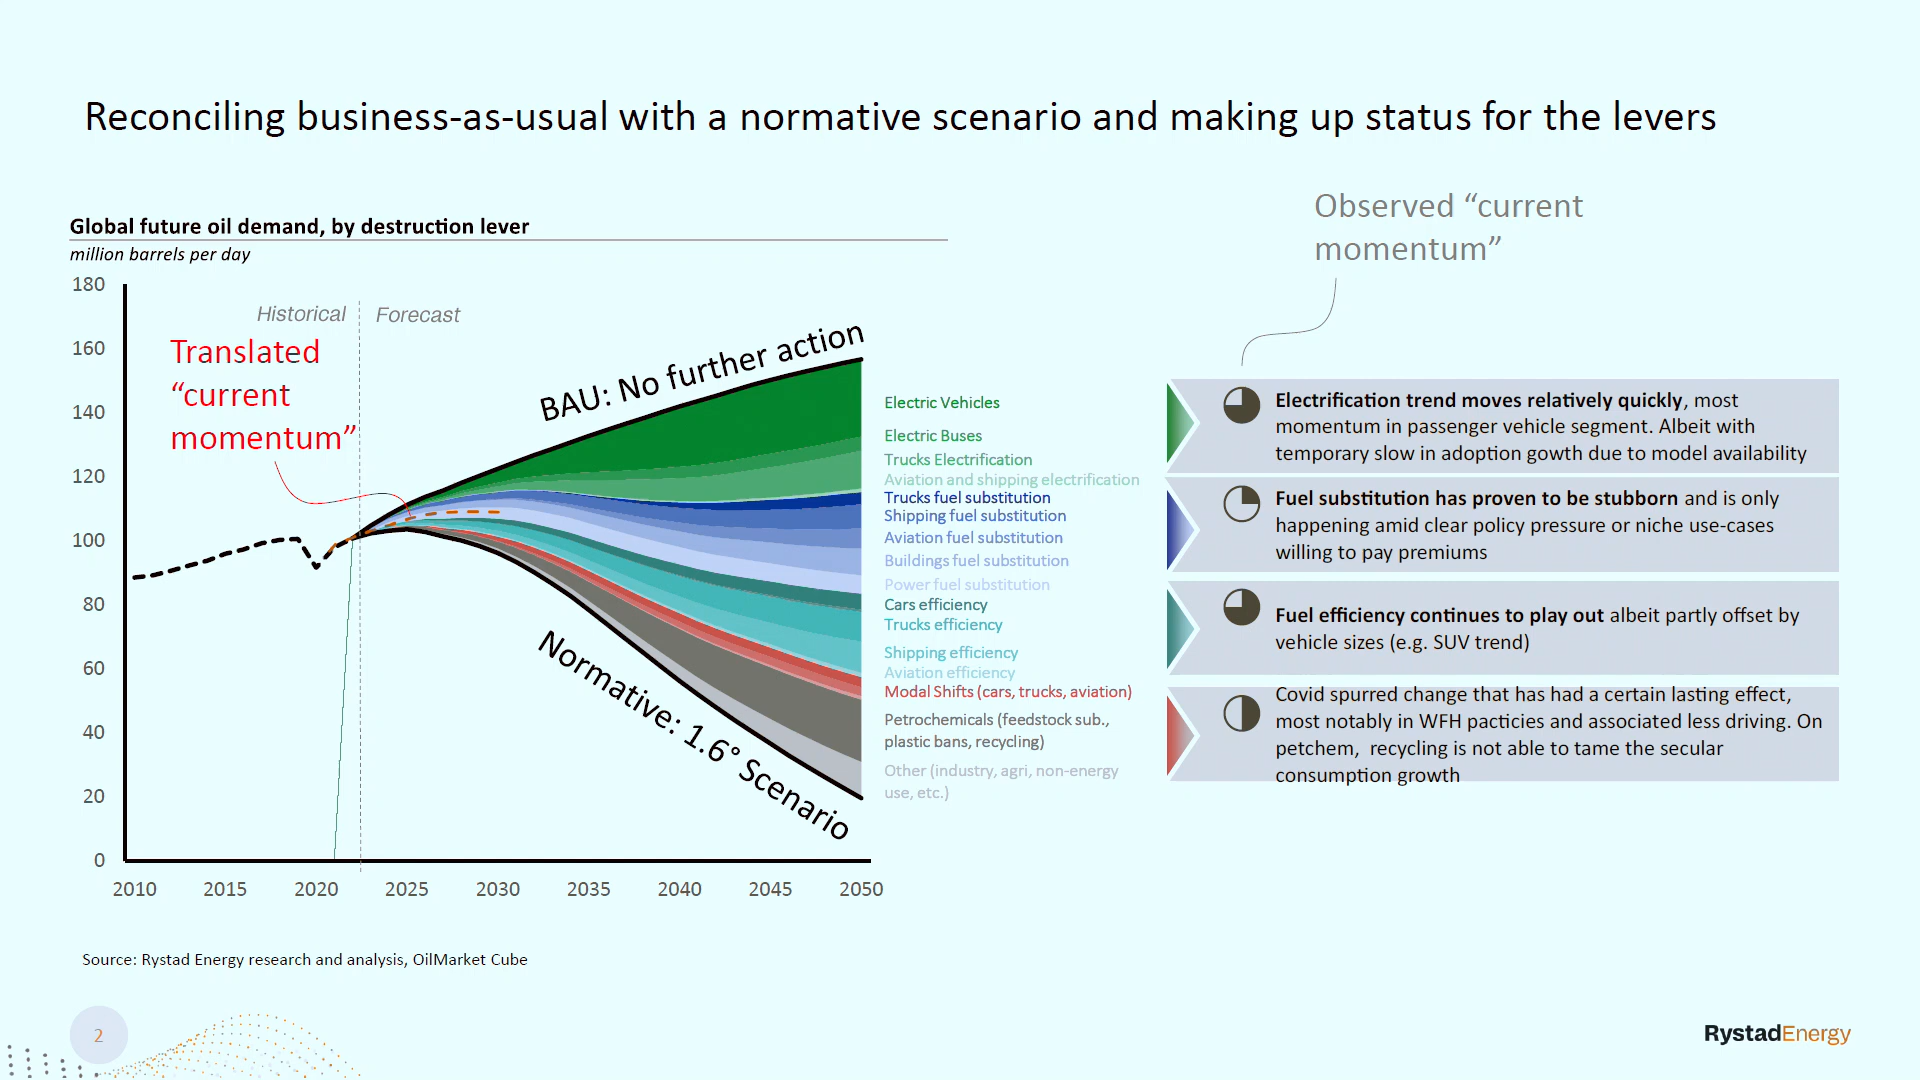 Reconciling business-as-usual with a normative scenario and making up status for the levers
Global future oil demand, by destruction lever
million barrels per day
180
160
140
120
100
80
60
40
20
0
2010
2015
2020
2025
2030
2035
2040
2045
2050
Historical
Forecast
Translated
“current
momentum”
BAU: No further action
Normative: 1.6° Scenario
Electric Vehicles
Electric Buses
Trucks Electrification
Aviation and shipping electrification
Trucks fuel substitution
Shipping fuel substitution
Aviation fuel substitution
Buildings fuel substitution
Power fuel substitution
Cars efficiency
Trucks efficiency
Shipping efficiency
Aviation efficiency
Modal Shifts (cars, trucks, aviation)
Petrochemicals (feedstock sub.,
plastic bans, recycling)
Other (industry, agri, non-energy
use, etc.)
Observed “current
momentum”
Electrification trend moves relatively quickly, most
momentum in passenger vehicle segment. Albeit with
temporary slow in adoption gowth due to model availability
Fuel substitution has proven to be stubborn and is only
happening amid clear policy pressure or niche use-cases
willing to pay premiums
Fuel efficiency continues to play out albeit partly offset by
vehicle sizes (e.g. SUV trend)
Covid spurred change that has had a certain lasting effect,
most notably in WFH pacticies and associated less driving. On
petchem, recycling is not able to tame the secular
consumption growth
Source: Rystad Energy research and analysis, OilMarket Cube
2
RystadEnergy